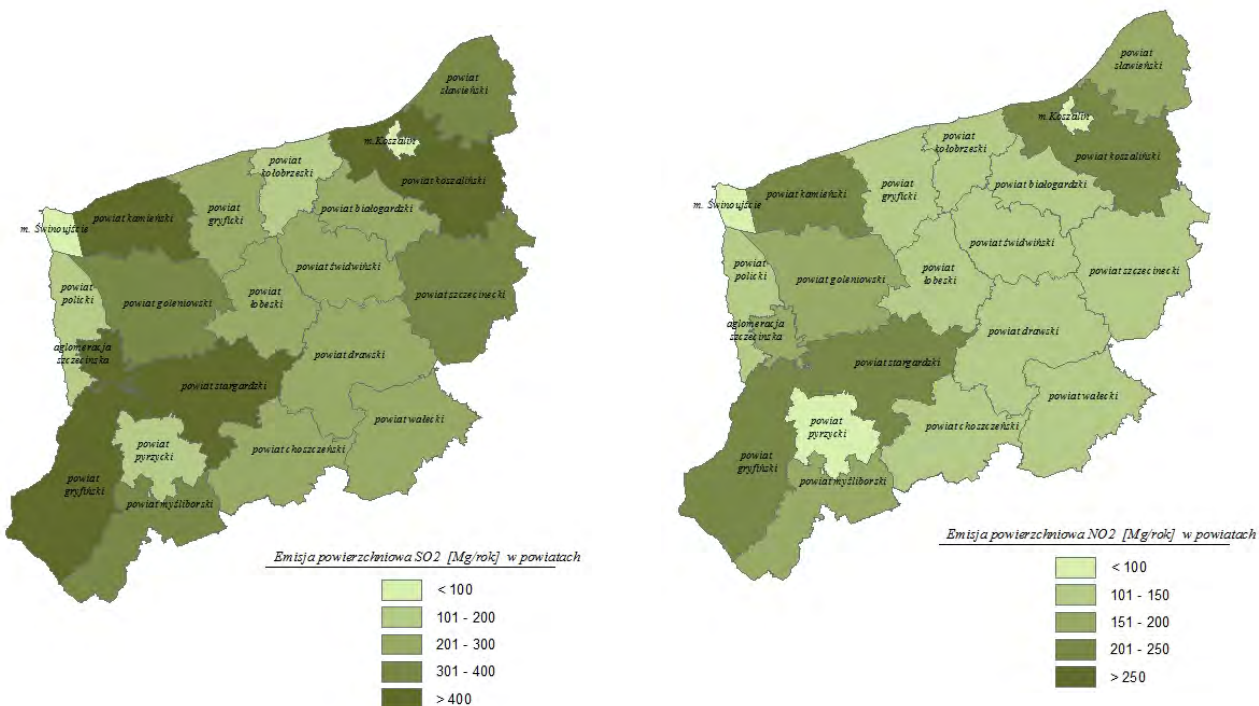 powiat
sławieński
m.Koszalin
powiat
kołobrzeski
powiat koszaliński
powiat kamieński
powiat
gryficki
powiat białogardzki
m. Świnoujście
powiat świdwiński
powiat
policki
powiat goleniowski
powiat
łobeski
powiat szczecinecki
aglomeracja
szczecińska
powiat drawski
powiat stargardzki
powiat wałecki
powiat
pyrzycki
powiat choszczeński
powiat
gryfiński
powiat myśliborski
Emisja powierzchniowa SO2 [Mg/rok] w powiatach
< 100
101 - 200
201 - 300
301 - 400
> 400
powiat
sławieński
m.Koszalin
powiat
kołobrzeski
powiat koszaliński
powiat kamieński
powiat
gryficki
powiat białogardzki
m. Świnoujście
powiat świdwiński
powiat
policki
powiat goleniowski
powiat
łobeski
powiat szczecinecki
aglomeracja
szczecińska
powiat drawski
powiat stargardzki
powiat wałecki
powiat
pyrzycki
powiat choszczeński
powiat
gryfiński
powiat myśliborski
Emisja powierzchniowa NO2 [Mg/rok] w powiatach
< 100
101 - 150
151 - 200
201 - 250
> 250